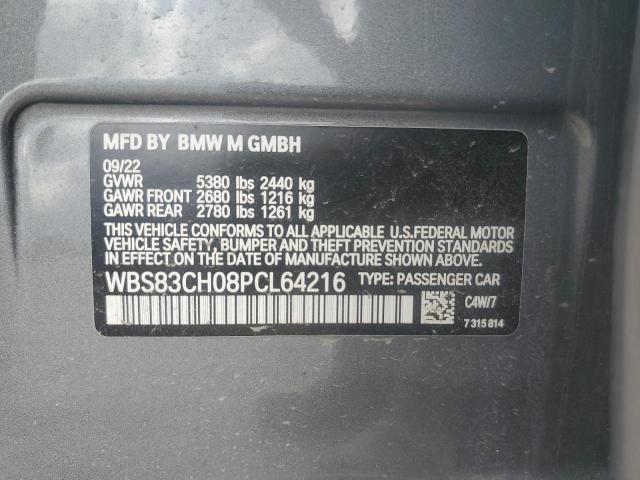 MFD BY BMW M GMBH
09/22
GVWR 5380 lbs 2440 kg
GAWR FRONT 2680 lbs 1216 kg
GAWR REAR 2780 lbs 1261 kg
THIS VEHICLE CONFORMS TO ALL APPLICABLE U.S.FEDERAL MOTOR
VEHICLE SAFETY, BUMPER, AND THEFT PREVENTION STANDARDS
IN EFFECT ON THE DATE OF MANUFACTURE SHOWN ABOVE.
WBS83CH08PCL64216 TYPE: PASSENGER CAR
C4W/7
7 315 814